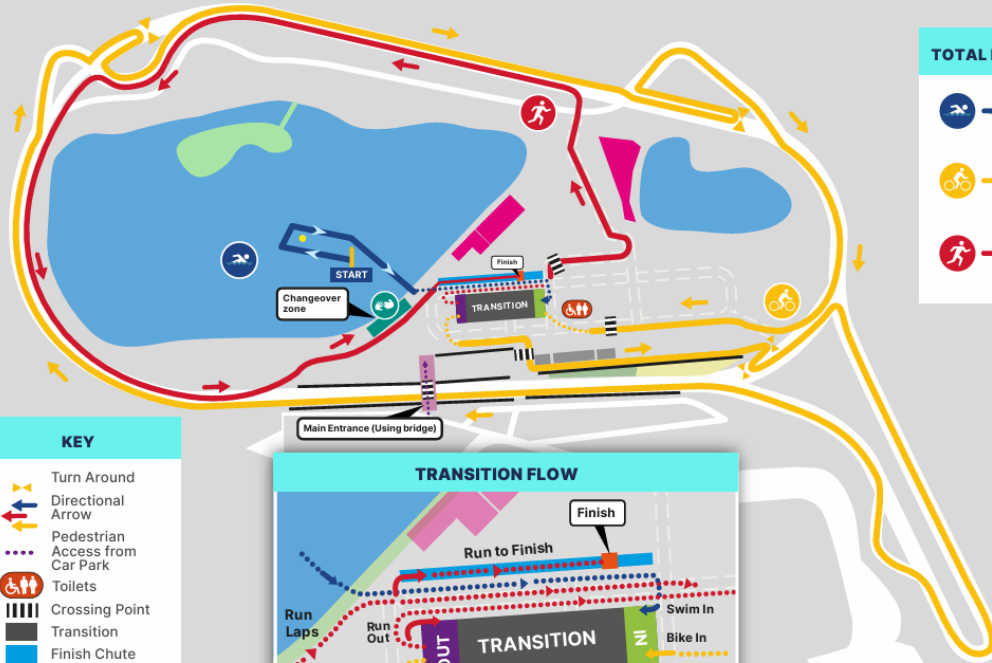 TOTAL
START
Changeover
zone
Finish
TRANSITION
Main Entrance (Using bridge)
KEY
Turn Around
Directional
Arrow
Pedestrian
Access from
Car Park
Toilets
Crossing Point
Transition
Finish Chute
TRANSITION FLOW
Finish
Run to Finish
Run
Laps
Run
Out
OUT
TRANSITION
IN
Swim In
Bike In